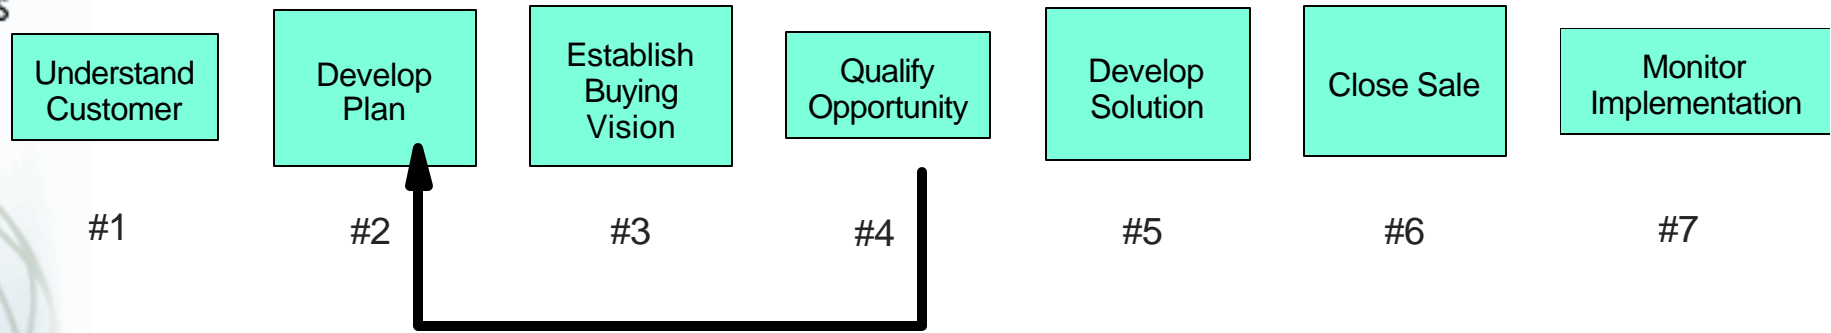 s
Understand
Customer
Develop
Plan
Establish
Buying
Vision
Qualify
Opportunity
Develop
Solution
Close Sale
Monitor
Implementation
#1
#2
#3
#4
#5
#6
#7